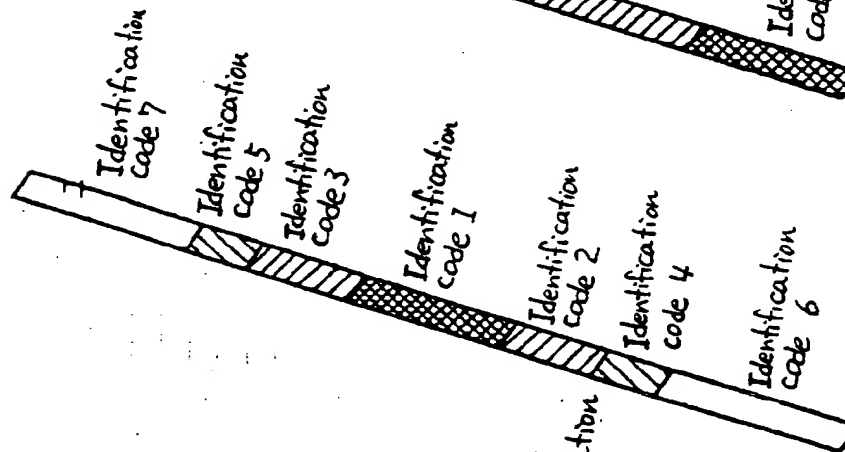 Identification
Code 7
Identification
Code 5
Identification
Code 3
Identification
Code 1
Identification
Code 2
Identification
Code 4
Identification
Code 6